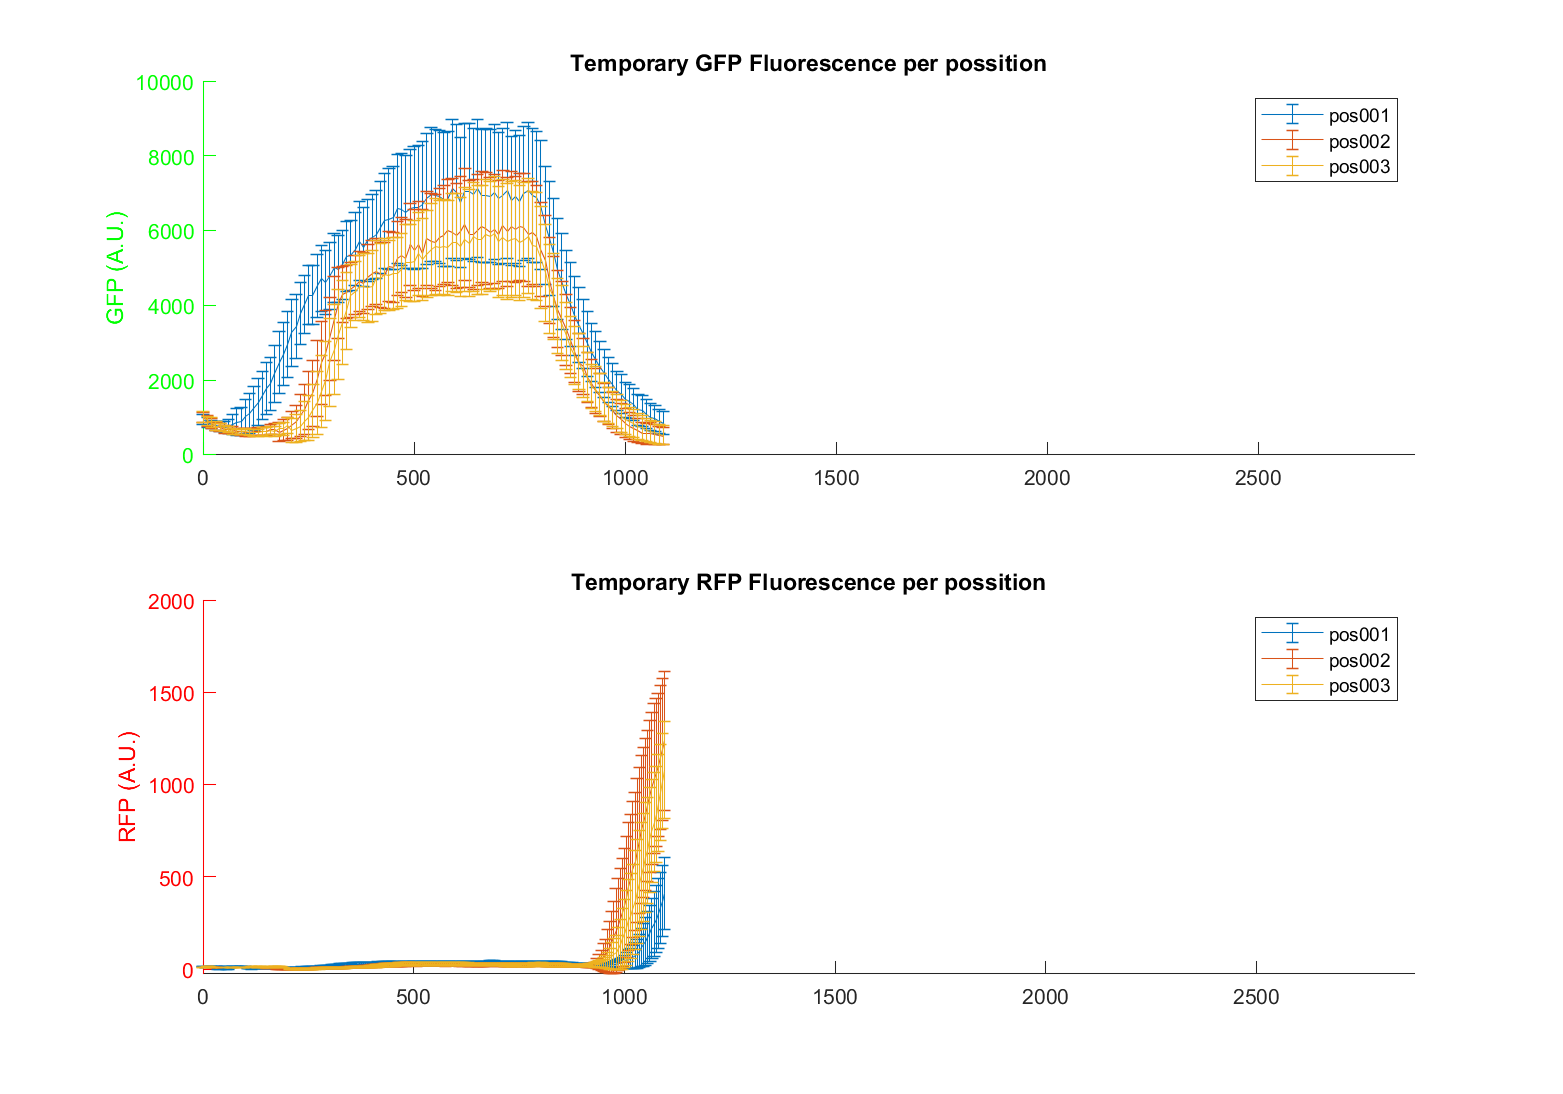 Temporary GFP Fluorescence per possition
GFP (A.U.)
10000
8000
6000
4000
2000
0
0 500 1000 1500 2000 2500
pos001
pos002
pos003
Temporary RFP Fluorescence per possition
RFP (A.U.)
2000
1500
1000
500
0
0 500 1000 1500 2000 2500
pos001
pos002
pos003